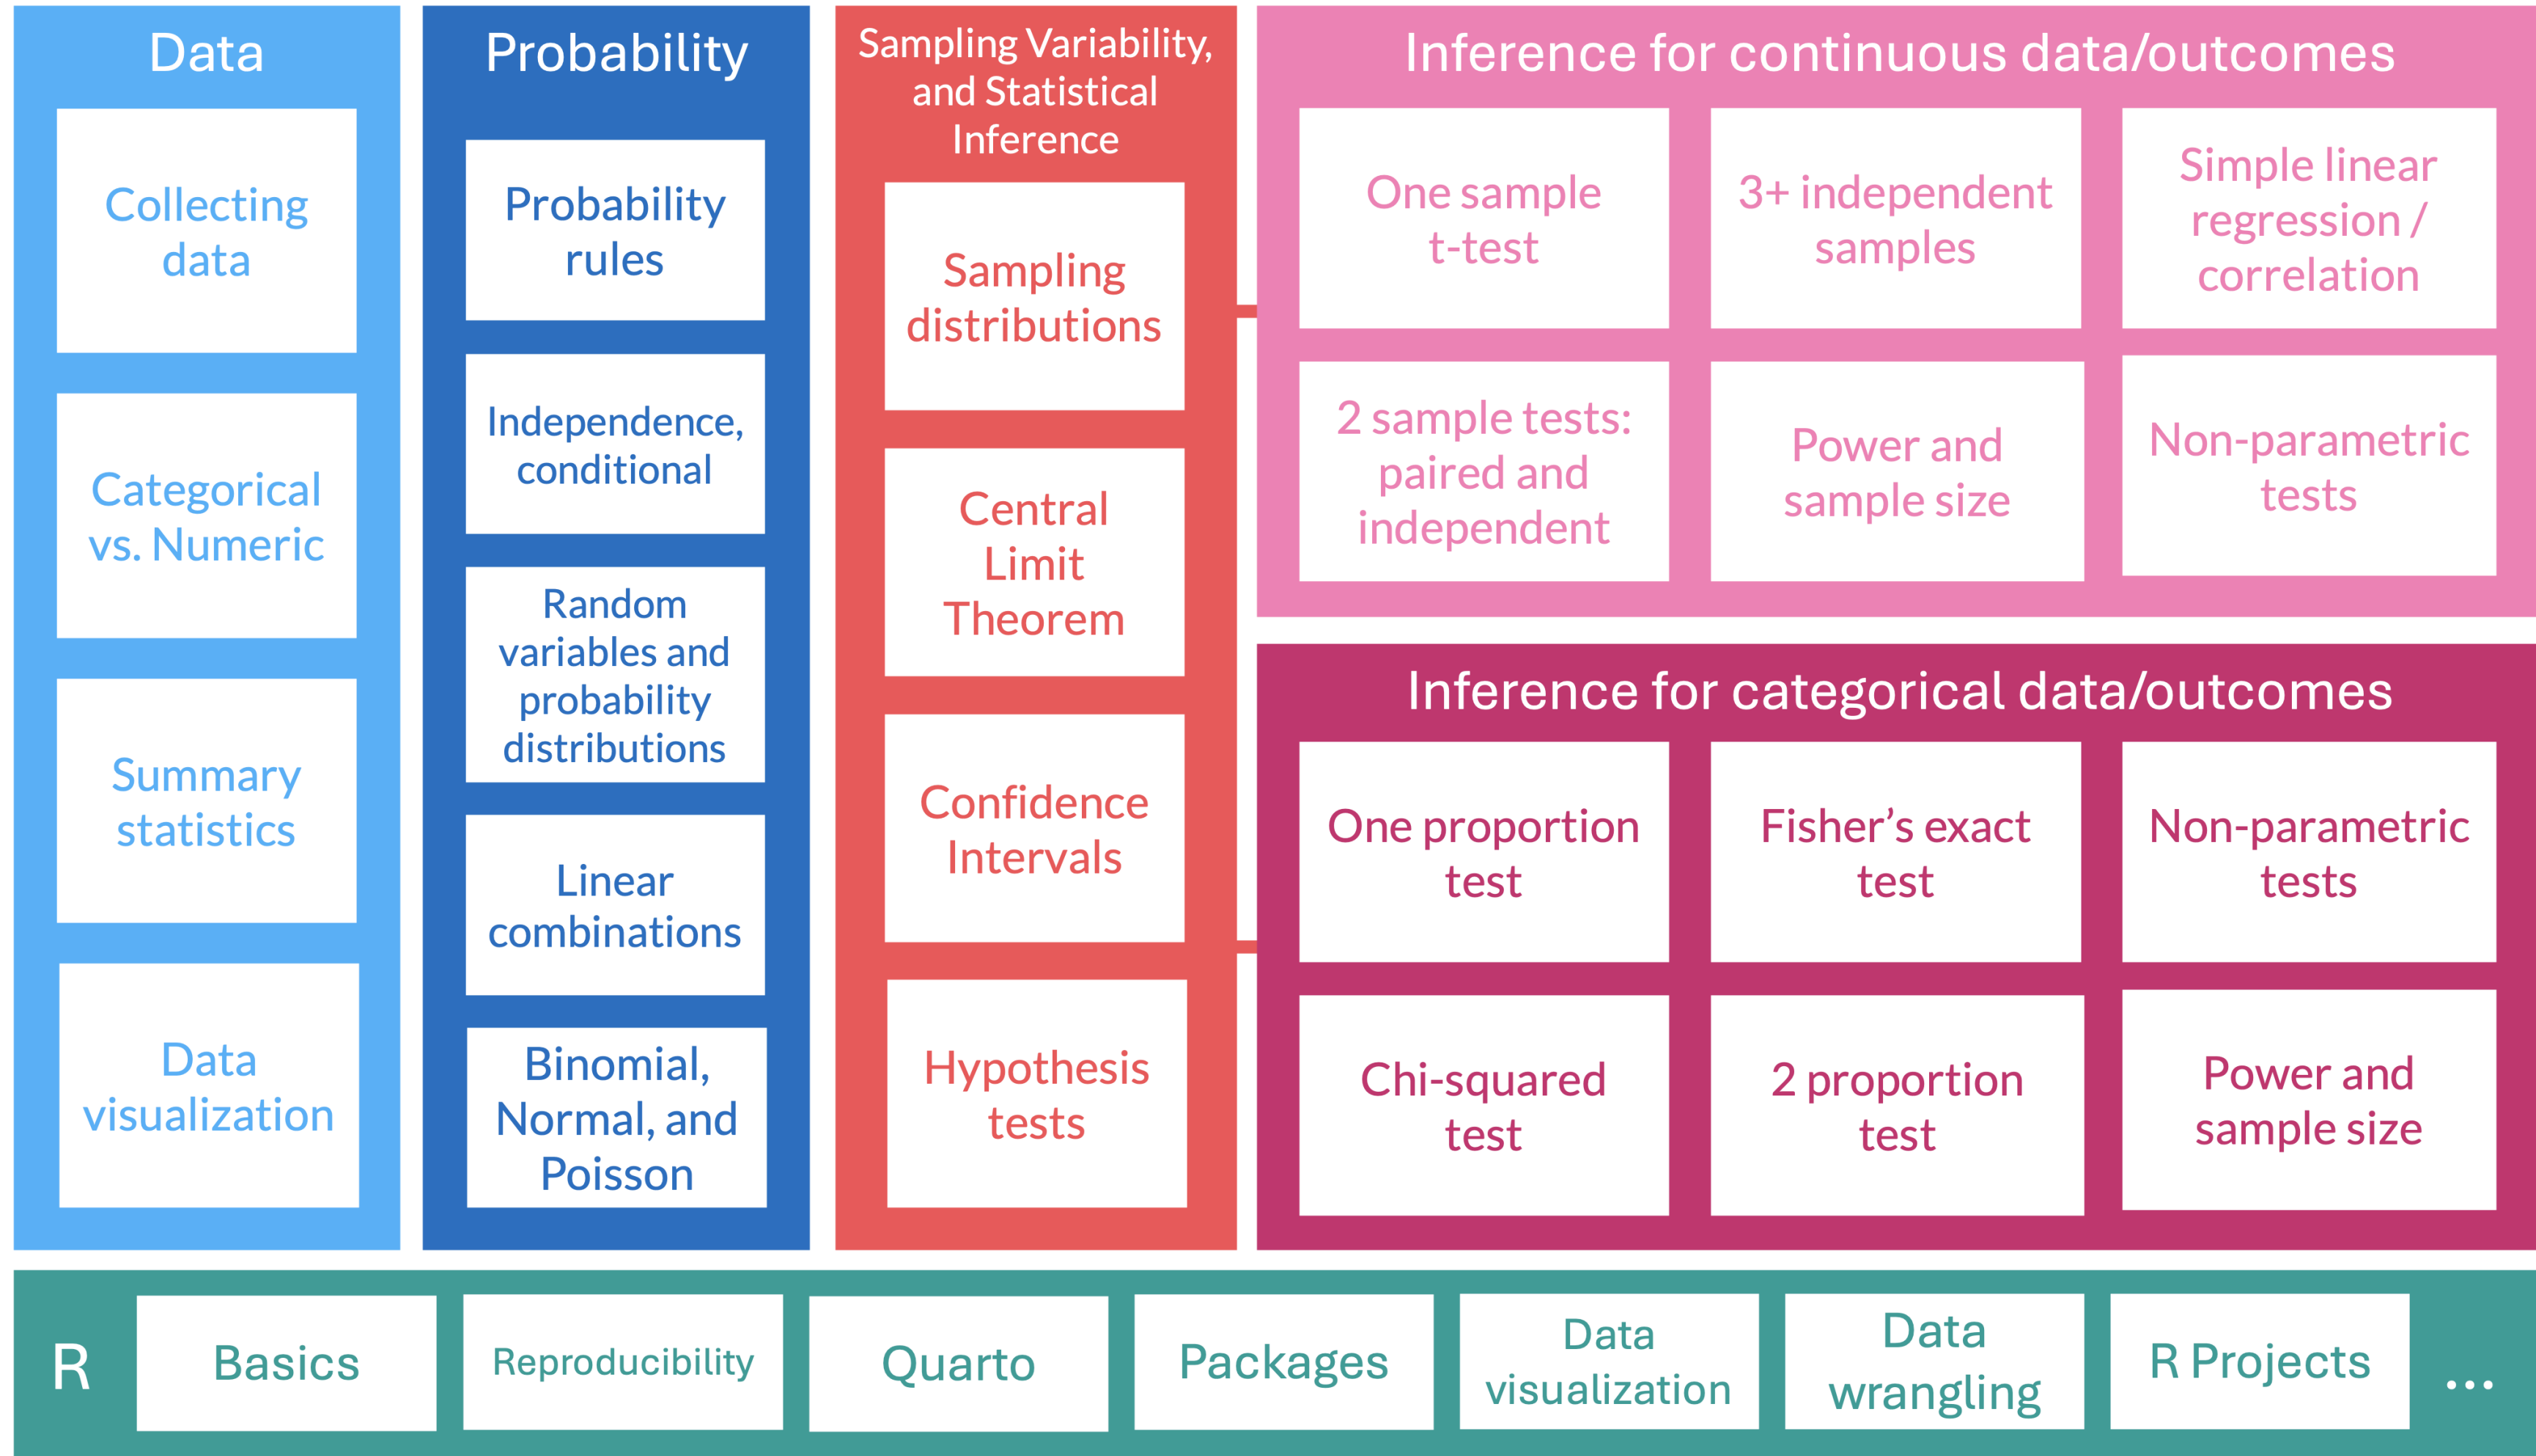 Data
Collecting
data
Categorical
vs. Numeric
Summary
statistics
Data
visualization
Probability
Probability
rules
Independence,
conditional
Random
variables and
probability
distributions
Linear
combinations
Binomial,
Normal, and
Poisson
Sampling Variability,
and Statistical
Inference
Sampling
distributions
Central
Limit
Theorem
Confidence
Intervals
Hypothesis
tests
Inference for continuous data/outcomes
One sample
t-test
3+ independent
samples
Simple linear
regression /
correlation
2 sample tests:
paired and
independent
Power and
sample size
Non-parametric
tests
Inference for categorical data/outcomes
One proportion
test
Fisher’s exact
test
Non-parametric
tests
Chi-squared
test
2 proportion
test
Power and
sample size
R
Basics
Reproducibility
Quarto
Packages
Data
visualization
Data
wrangling
R Projects
...